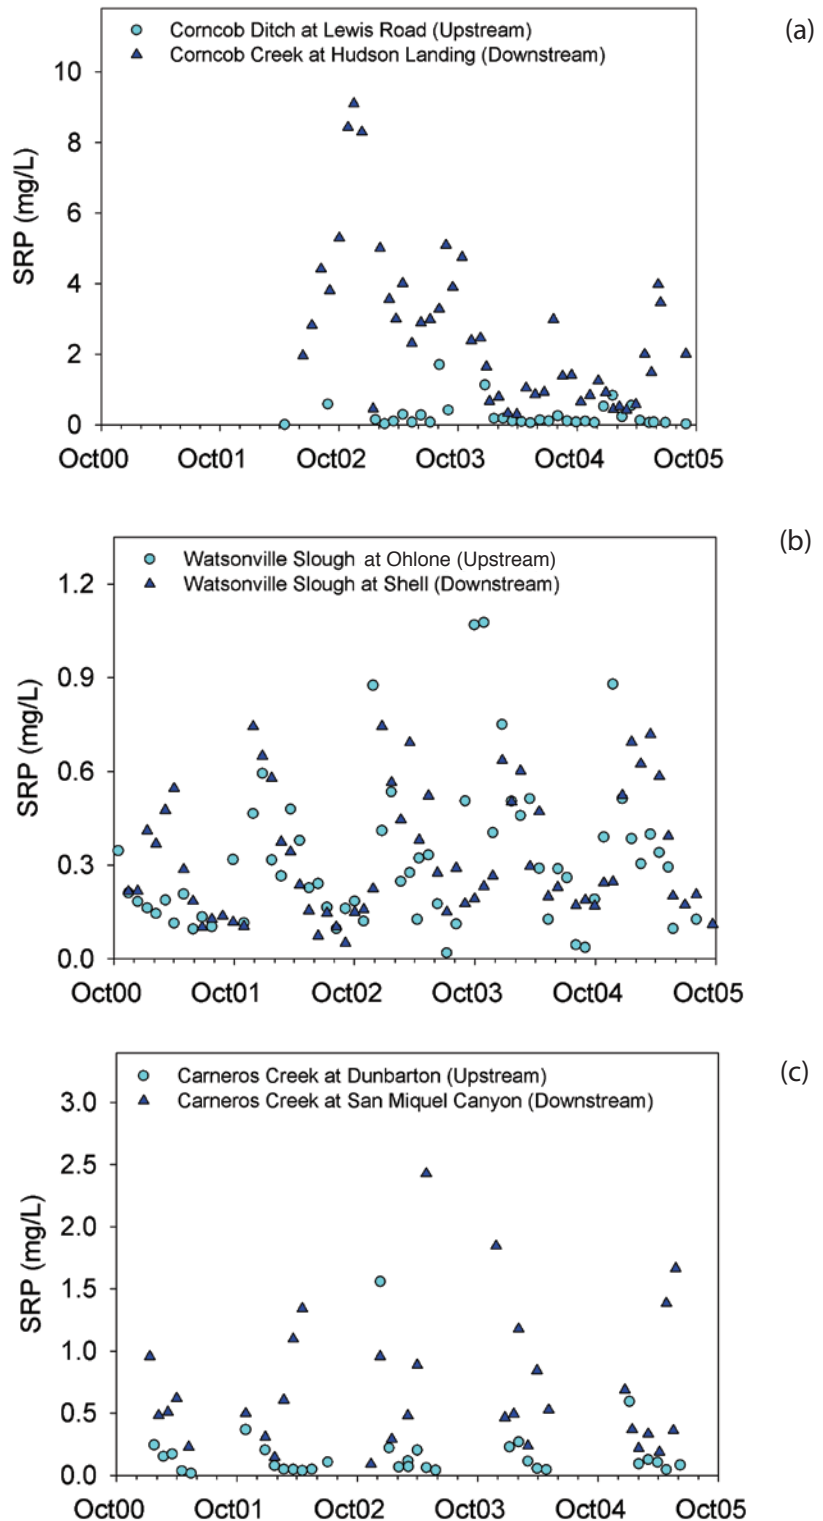 (a)
Corncob Ditch at Lewis Road (Upstream)
Corncob Creek at Hudson Landing (Downstream)
10
8
6
4
2
0
SRP (mg/L)
Oct00 Oct01 Oct02 Oct03 Oct04 Oct05
(b)
Watsonville Slough at Ohlone (Upstream)
Watsonville Slough at Shell (Downstream)
1.2
0.9
0.6
0.3
0.0
SRP (mg/L)
Oct00 Oct01 Oct02 Oct03 Oct04 Oct05
(c)
Carneros Creek at Dunbarton (Upstream)
Carneros Creek at San Miquel Canyon (Downstream)
3.0
2.5
2.0
1.5
1.0
0.5
0.0
SRP (mg/L)
Oct00 Oct01 Oct02 Oct03 Oct04 Oct05